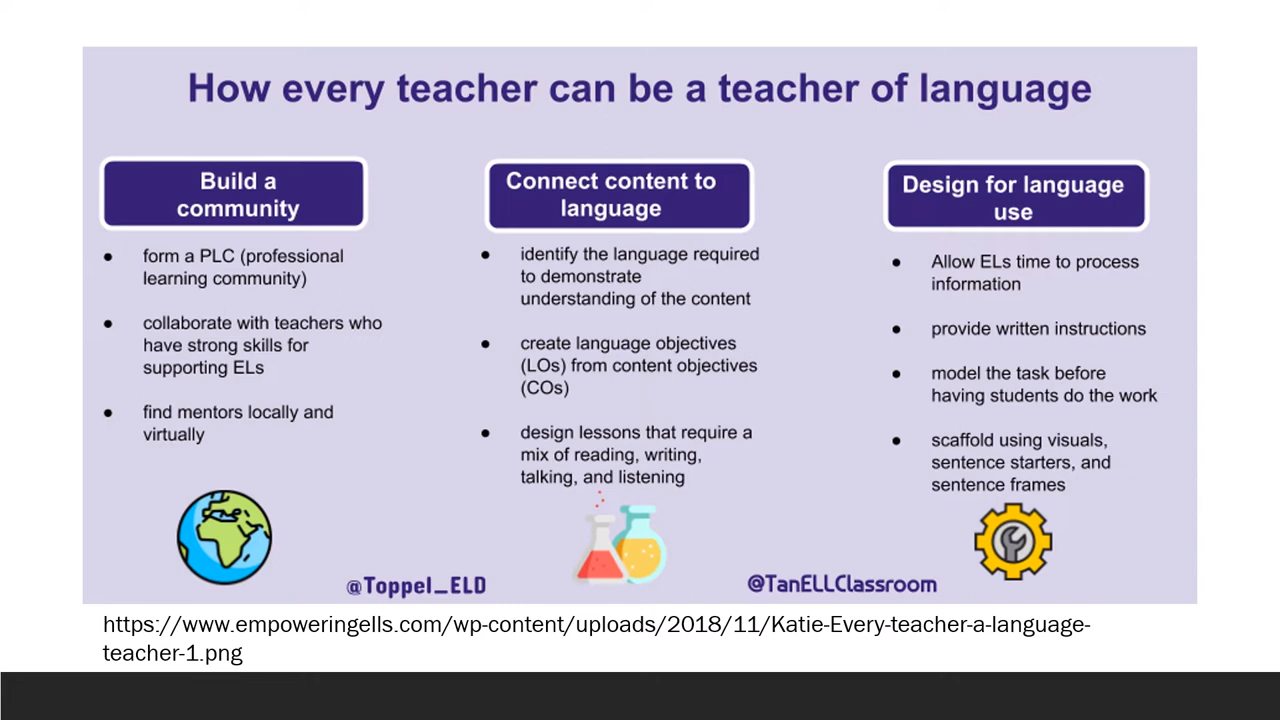 How every teacher can be a teacher of language
Build a
community
● form a PLC (professional
learning community)
● collaborate with teachers who
have strong skills for
supporting ELs
● find mentors locally and
virtually
Connect content to
language
● identify the language required
to demonstrate
understanding of the content
● create language objectives
(LOs) from content objectives
(COs)
● design lessons that require a
mix of reading, writing,
talking, and listening
Design for language
use
● Allow ELs time to process
information
● provide written instructions
● model the task before
having students do the work
● scaffold using visuals,
sentence starters, and
sentence frames
@Toppel_ELD
@TanELLClassroom
https://www.empoweringells.com/wp-content/uploads/2018/11/Katie-Every-teacher-a-language-
teacher-1.png